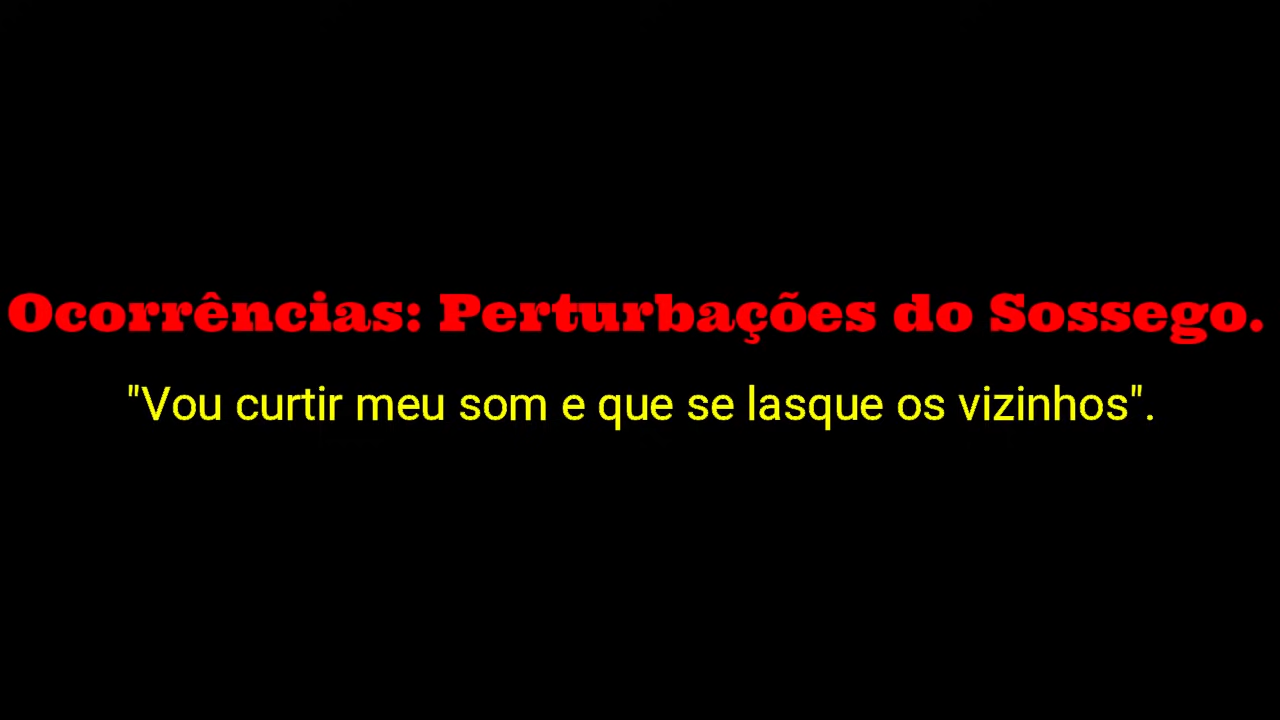 Ocorrências: Perturbações do Sossego.
"Vou curtir meu som e que se lasque os vizinhos".